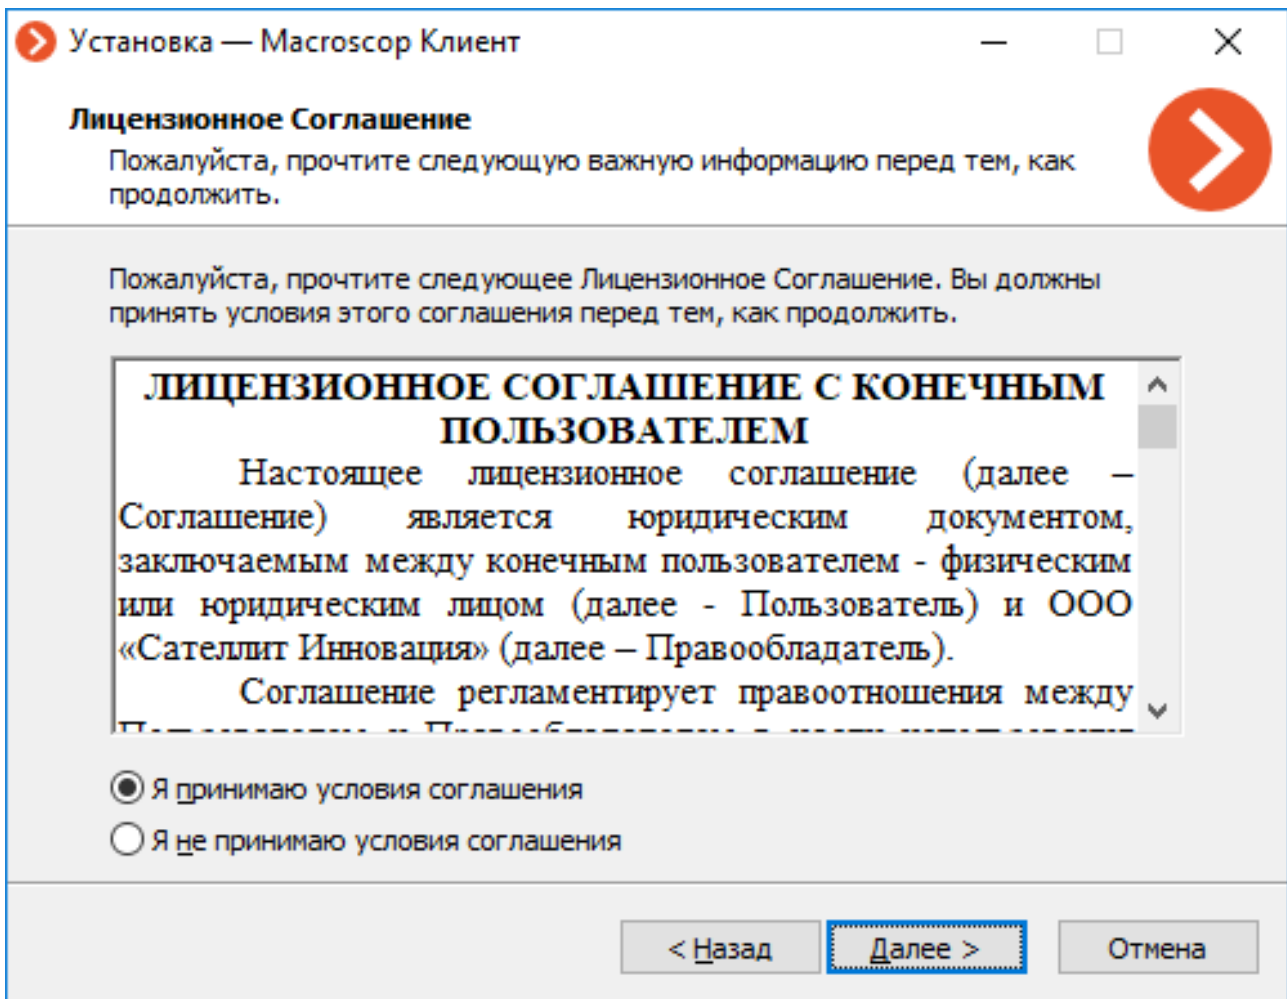 Установка — Macroscop Клиент
Лицензионное Соглашение
Пожалуйста, прочтите следующую важную информацию перед тем, как
продолжить.
Пожалуйста, прочтите следующее Лицензионное Соглашение. Вы должны
принять условия этого соглашения перед тем, как продолжить.
ЛИЦЕНЗИОННОЕ СОГЛАШЕНИЕ С КОНЕЧНЫМ
ПОЛЬЗОВАТЕЛЕМ
Настоящее лицензионное соглашение (далее –
Соглашение) является юридическим документом,
заключаемым между конечным пользователем - физическим
или юридическим лицом (далее - Пользователь) и ООО
«Сателлит Инновация» (далее – Правообладатель).
Соглашение регламентирует правоотношения между
Я принимаю условия соглашения
Я не принимаю условия соглашения
< Назад Далее > Отмена